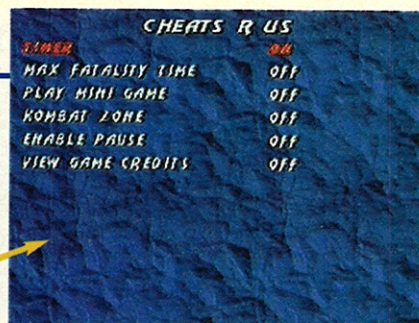 CHEATS R US
TIMER ON
MAX FATALITY TIME OFF
PLAY MINI GAME OFF
KOMBAT ZONE OFF
ENABLE PAUSE OFF
VIEW GAME CREDITS OFF